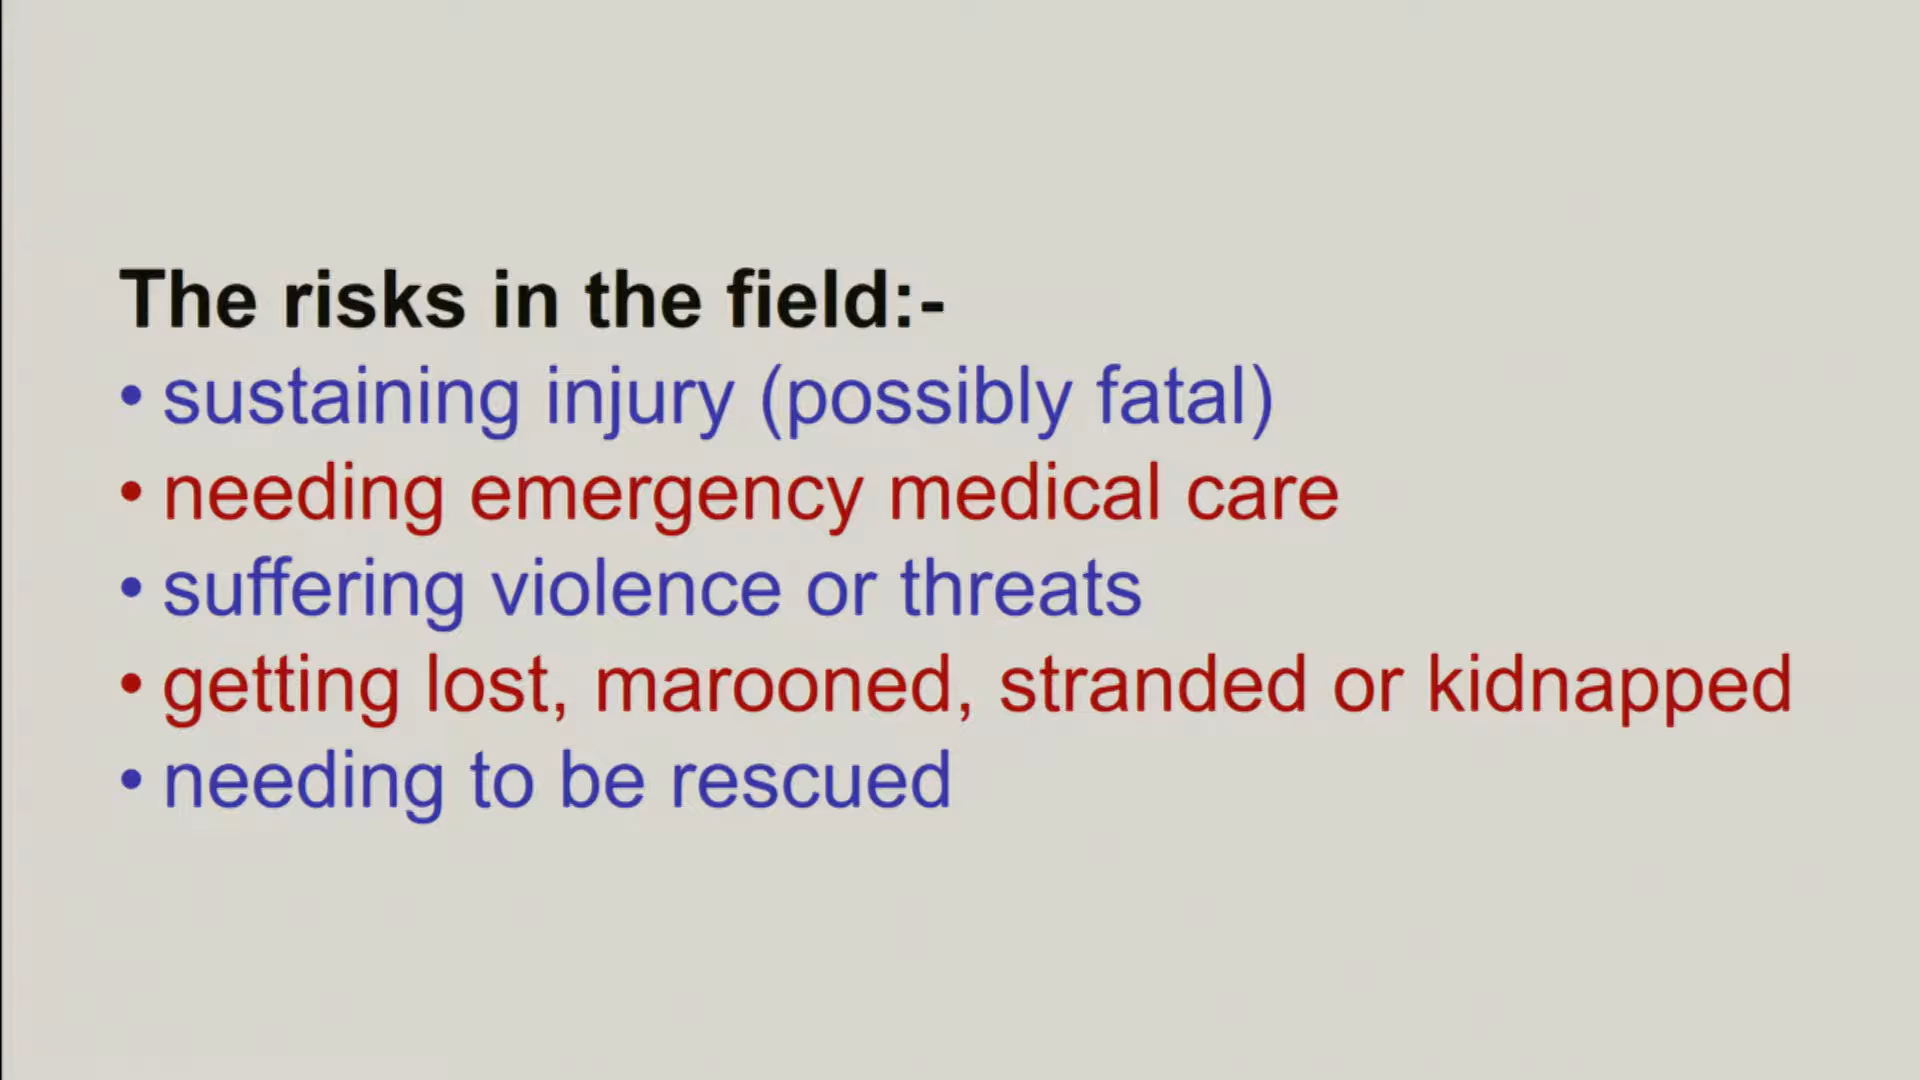 The risks in the field:-
• sustaining injury (possibly fatal)
• needing emergency medical care
• suffering violence or threats
• getting lost, marooned, stranded or kidnapped
• needing to be rescued